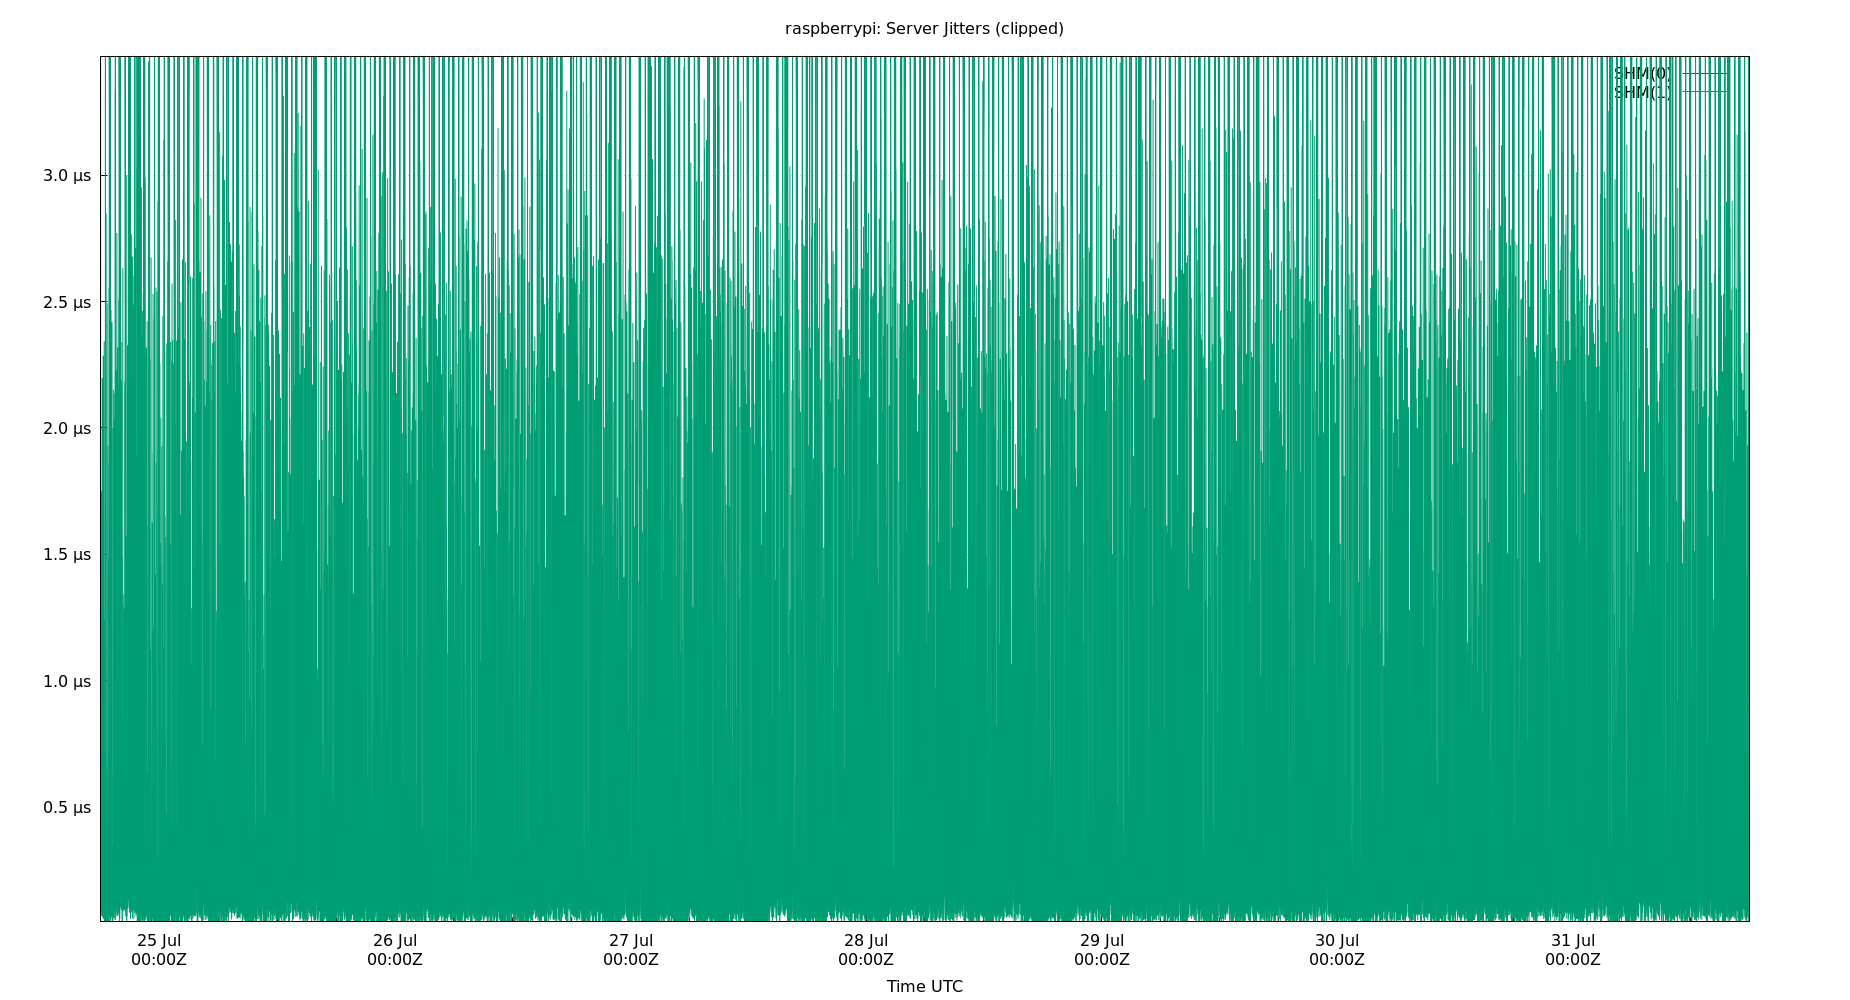 raspberrypi: Server Jitters (clipped)
SHM(0)
SHM(1)
3.0 μs
2.5 μs
2.0 μs
1.5 μs
1.0 μs
0.5 μs
25 Jul 26 Jul 27 Jul 28 Jul 29 Jul 30 Jul 31 Jul
00:00Z 00:00Z 00:00Z 00:00Z 00:00Z 00:00Z 00:00Z
Time UTC